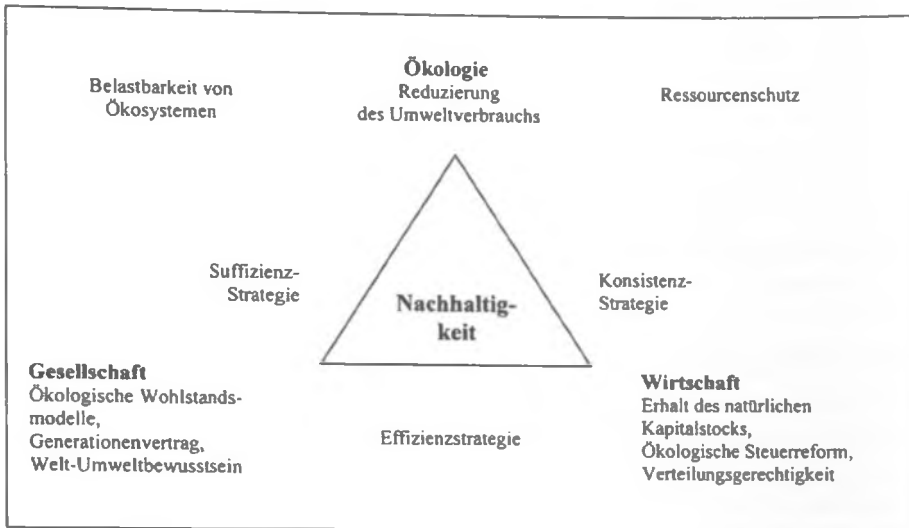 Belastbarkeit von
Ökosystemen
Ökologie
Reduzierung
des Umweltverbrauchs
Ressourcenschutz
Suffizienz-
Strategie
Nachhaltig-
keit
Konsistenz-
Strategie
Gesellschaft
Ökologische Wohlstands-
modelle,
Generationenvertrag,
Welt-Umweltbewusstsein
Effizienzstrategie
Wirtschaft
Erhalt des natürlichen
Kapitalstocks,
Ökologische Steuerreform,
Verteilungsgerechtigkeit